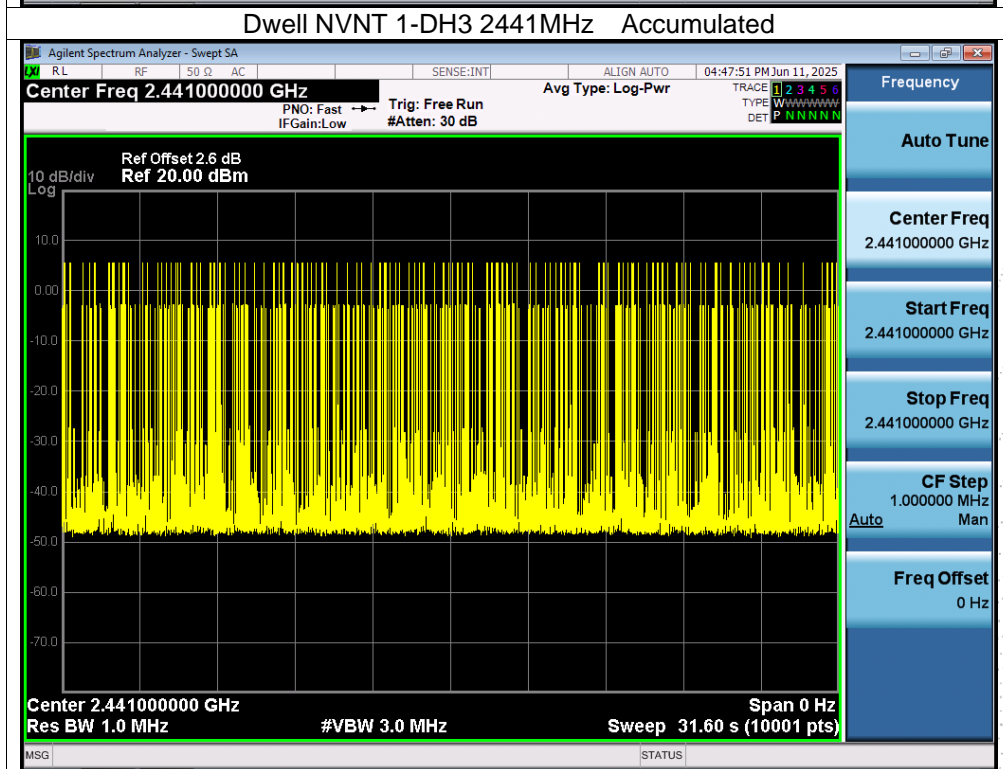 Dwell NVNT 1-DH3 2441MHz Accumulated
Agilent Spectrum Analyzer - Swept SA
LXI RL RF 50 Ω AC SENSE:INT ALIGN AUTO 04:47:51 PM Jun 11, 2025
Center Freq 2.441000000 GHz
PNO: Fast
IFGain:Low
Trig: Free Run
#Atten: 30 dB
Avg Type: Log-Pwr
TRACE 1 2 3 4 5 6
TYPE WWWWWW
DET P N N N N N
Ref Offset 2.6 dB
10 dB/div Ref 20.00 dBm
Log
10.0
0.00
-10.0
-20.0
-30.0
-40.0
-50.0
-60.0
-70.0
Center 2.441000000 GHz Span 0 Hz
Res BW 1.0 MHz #VBW 3.0 MHz Sweep 31.60 s (10001 pts)
MSG STATUS
Frequency
Auto Tune
Center Freq
2.441000000 GHz
Start Freq
2.441000000 GHz
Stop Freq
2.441000000 GHz
CF Step
1.000000 MHz
Auto Man
Freq Offset
0 Hz